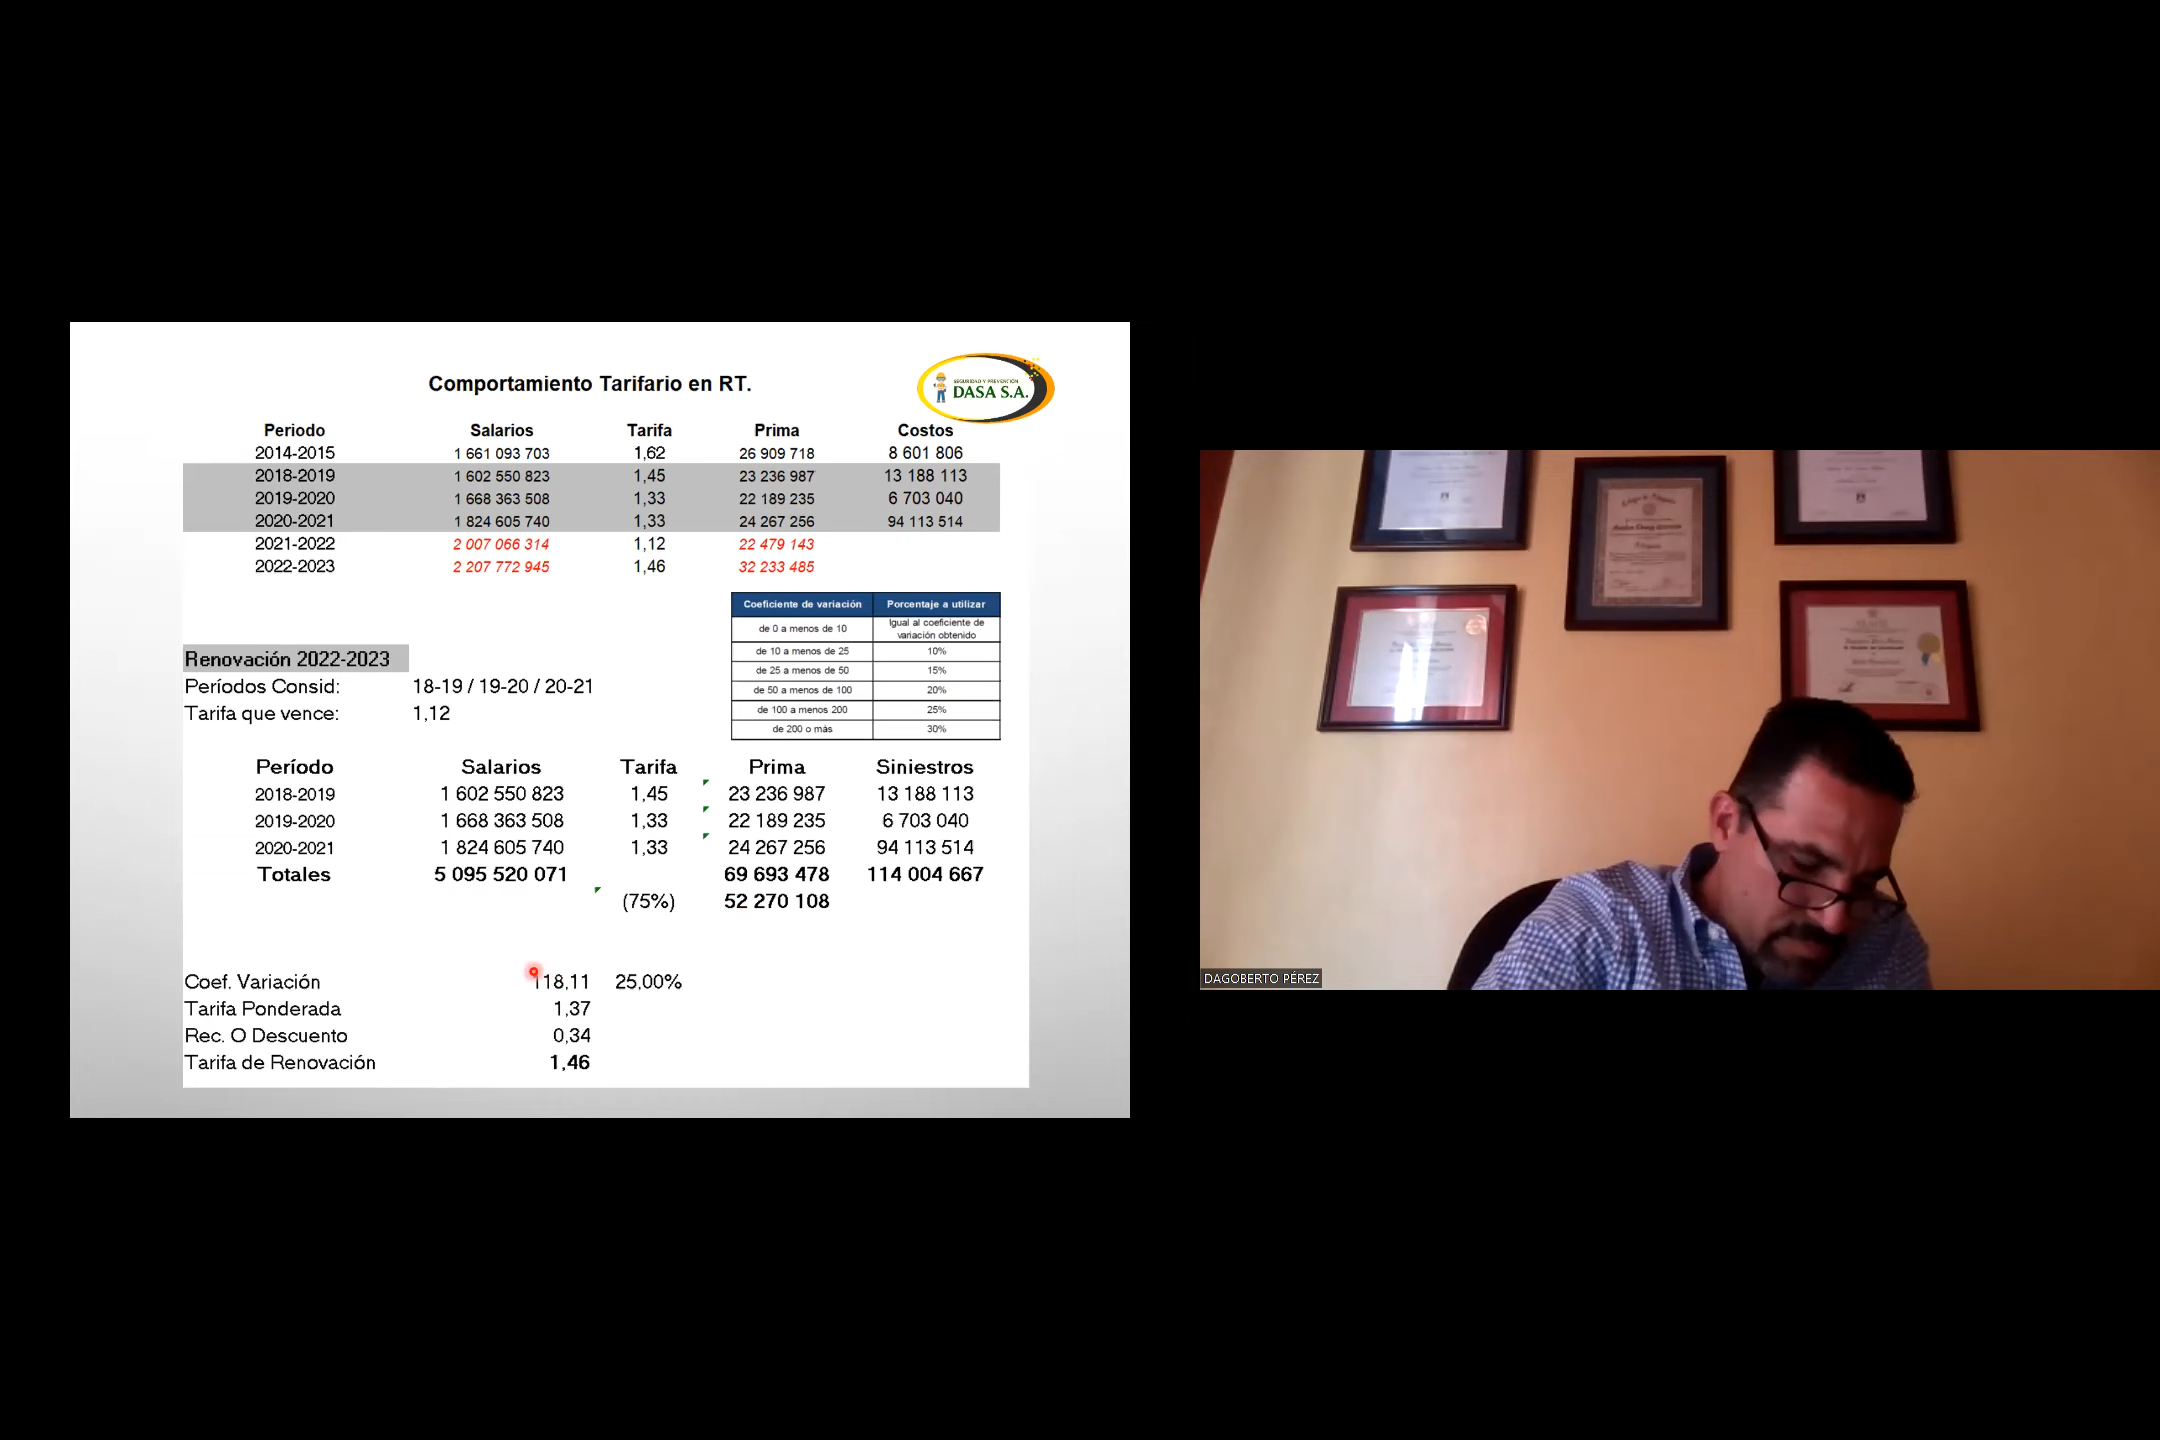 Comportamiento Tarifario en RT.
SEGURIDAD Y PREVENCION
DASA S.A.
Periodo Salarios Tarifa Prima Costos
2014-2015 1 661 093 703 1,62 26 909 718 8 601 806
2018-2019 1 602 550 823 1,45 23 236 987 13 188 113
2019-2020 1 668 363 508 1,33 22 189 235 6 703 040
2020-2021 1 824 605 740 1,33 24 267 256 94 113 514
2021-2022 2 007 066 314 1,12 22 479 143
2022-2023 2 207 772 945 1,46 32 233 485
Coeficiente de variación Porcentaje a utilizar
de 0 a menos de 10 Igual al coeficiente de
variación obtenido
de 10 a menos de 25 10%
de 25 a menos de 50 15%
de 50 a menos de 100 20%
de 100 a menos 200 25%
de 200 o más 30%
Renovación 2022-2023
Períodos Consid: 18-19 / 19-20 / 20-21
Tarifa que vence: 1,12
Período Salarios Tarifa Prima Siniestros
2018-2019 1 602 550 823 1,45 23 236 987 13 188 113
2019-2020 1 668 363 508 1,33 22 189 235 6 703 040
2020-2021 1 824 605 740 1,33 24 267 256 94 113 514
Totales 5 095 520 071 69 693 478 114 004 667
(75%) 52 270 108
Coef. Variación 118,11 25,00%
Tarifa Ponderada 1,37
Rec. O Descuento 0,34
Tarifa de Renovación 1,46
DAGOBERTO PÉREZ